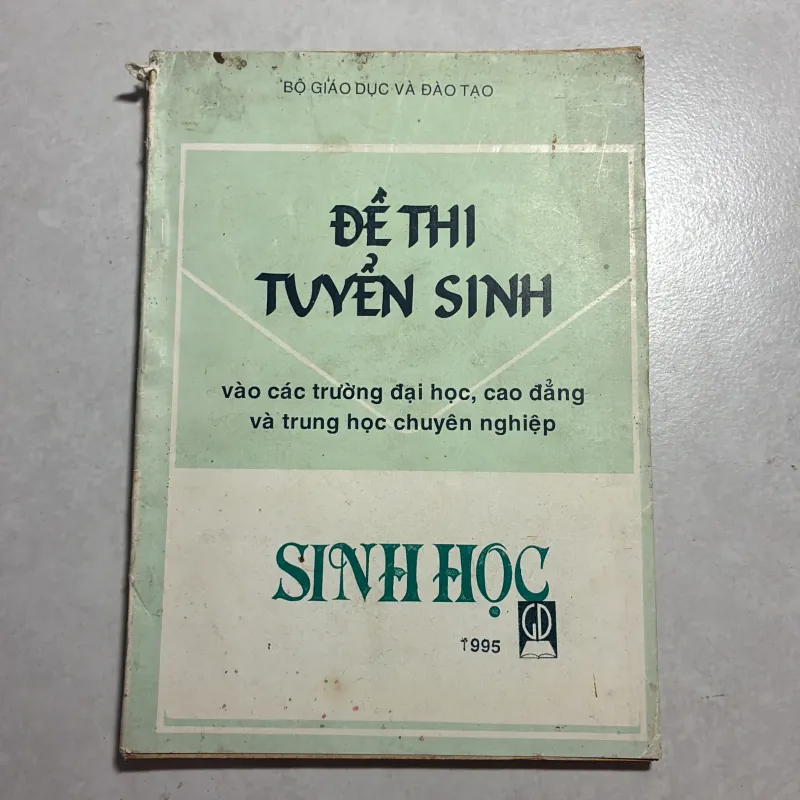 BỘ GIÁO DỤC VÀ ĐÀO TẠO
ĐỀ THI
TUYỂN SINH
vào các trường đại học, cao đẳng
và trung học chuyên nghiệp
SINH HỌC
GD
1995